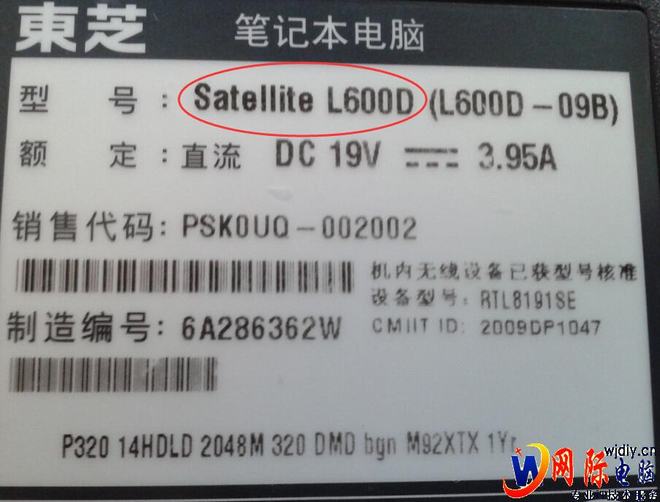 東芝 笔记本电脑
型 号: Satellite L600D (L600D-09B)
额 定: 直流 DC 19V 3.95A
销售代码: PSK0UQ-002002
机内无线设备已获型号核准
设备型号: RTL8191SE
制造编号: 6A286362W
CMIIT ID: 2009DP1047
P320 14HDLD 2048M 320 DMD bgn M92XTX 1Yr
wjdiy.cn
网际电脑